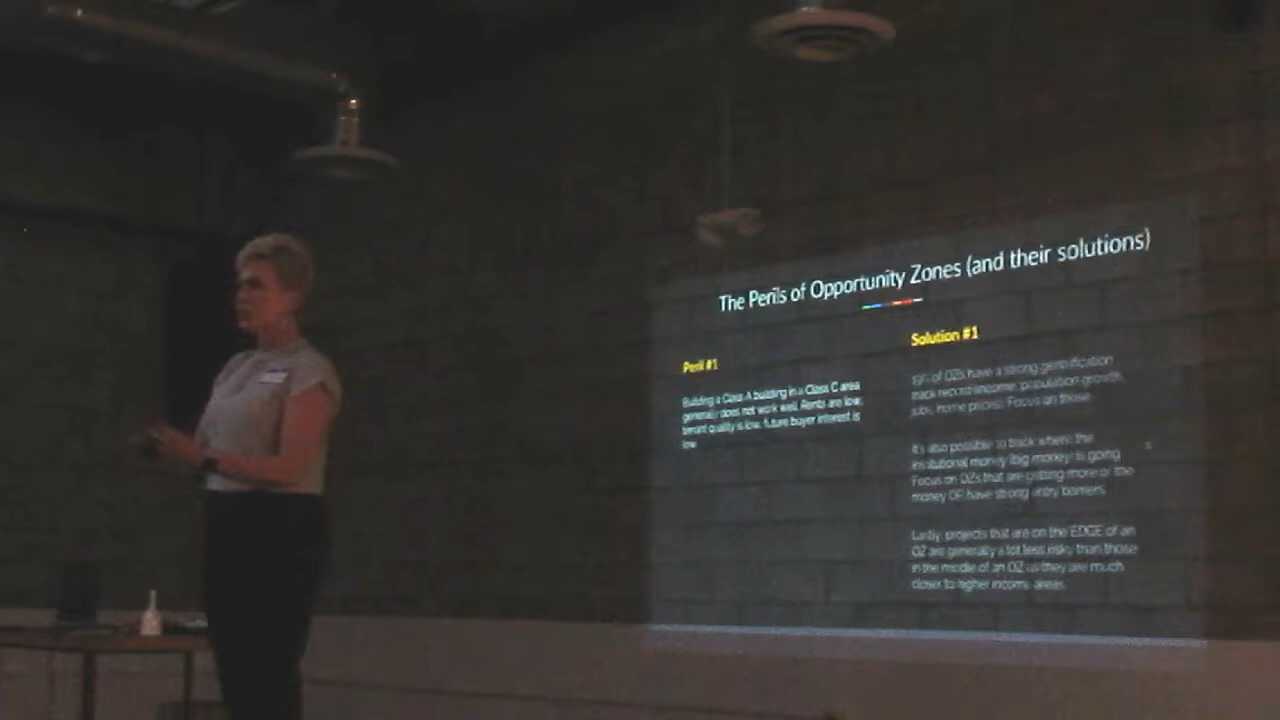 The Perils of Opportunity Zones (and their solutions)
Peril #1
Building a Class A building in a Class C area
generally does not work well. Rents are low,
tenant quality is low, future buyer interest is
low.
Solution #1
of OZs have a strong gentrification
track record (income, population growth,
jobs, home prices). Focus on those.
It's also possible to track where the
institutional money (big money) is going.
Focus on OZs that are getting more of the
money OR have strong entry barriers.
Lastly, projects that are on the EDGE of an
OZ are generally a lot less risky than those
in the middle of an OZ as they are much
closer to higher income areas.